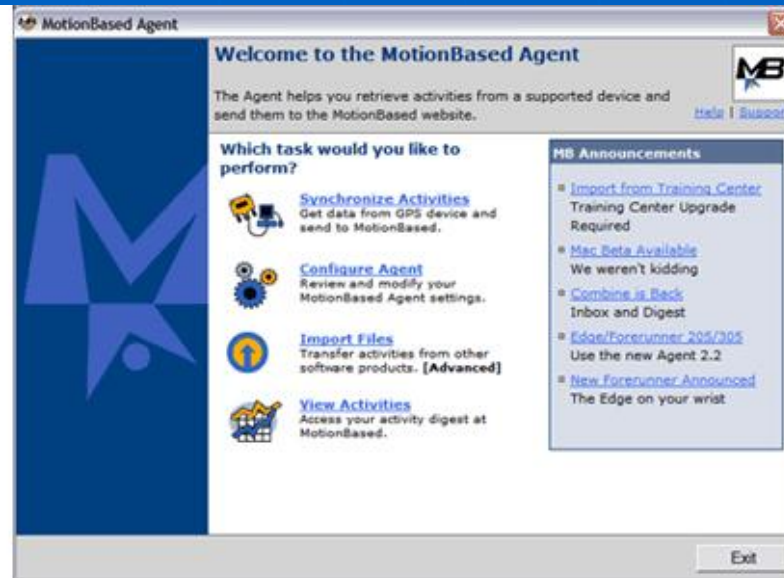 MotionBased Agent
Welcome to the MotionBased Agent
The Agent helps you retrieve activities from a supported device and
send them to the MotionBased website.
MB
Help | Support
Which task would you like to
perform?
Synchronize Activities
Get data from GPS device and
send to MotionBased.
Configure Agent
Review and modify your
MotionBased Agent settings.
Import Files
Transfer activities from other
software products. [Advanced]
View Activities
Access your activity digest at
MotionBased.
MB Announcements
Import from Training Center
Training Center Upgrade
Required
Mac Beta Available
We weren't kidding
Combine is Back
Inbox and Digest
Edge/Forerunner 205/305
Use the new Agent 2.2
New Forerunner Announced
The Edge on your wrist
Exit